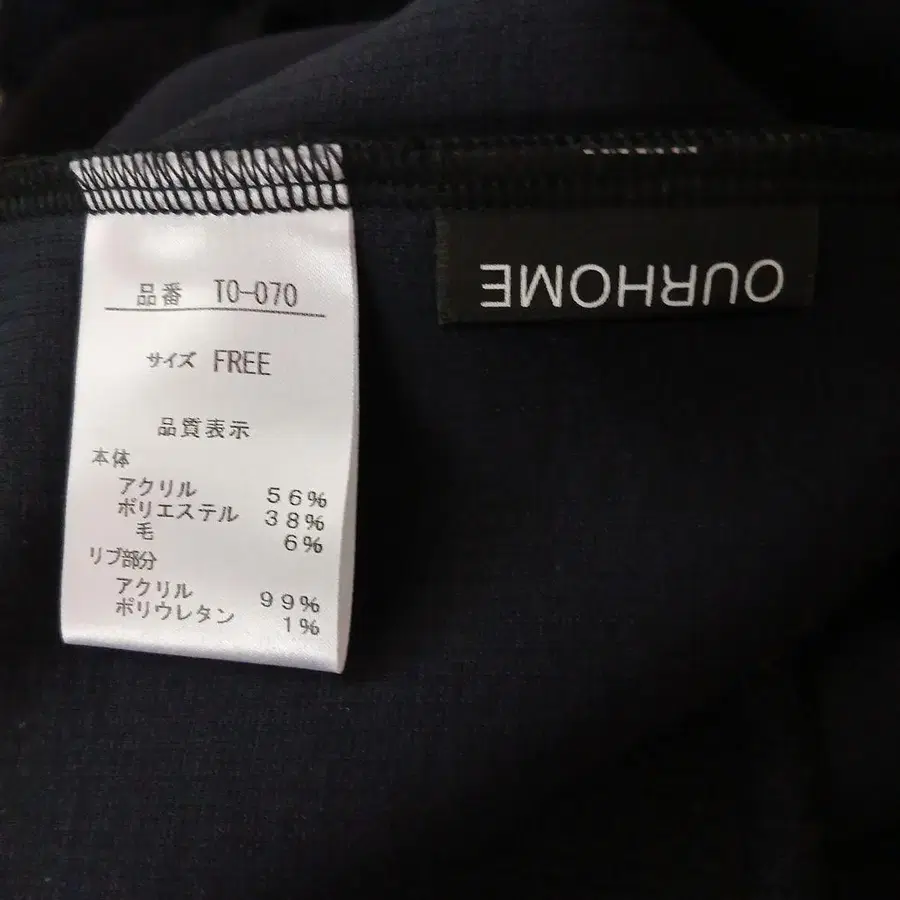 品番 TO-070
サイズ FREE
品質表示
本体
アクリル 56%
ポリエステル 38%
毛 6%
リブ部分
アクリル 99%
ポリウレタン 1%
OURHOME